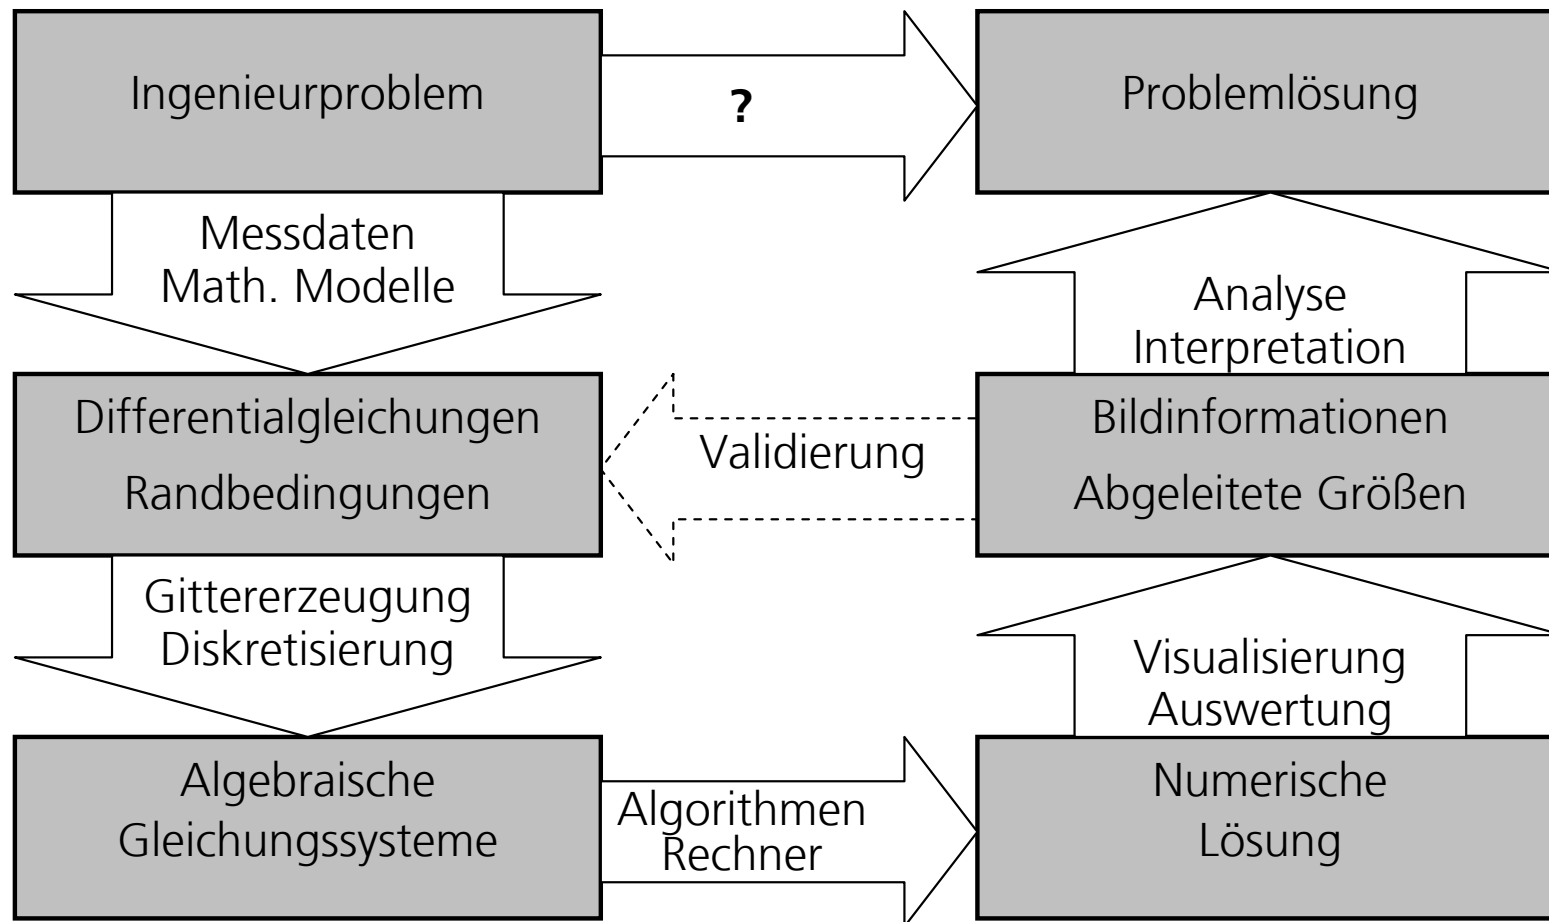 Ingenieurproblem
?
Problemlösung
Messdaten
Math. Modelle
Analyse
Interpretation
Differentialgleichungen
Randbedingungen
Validierung
Bildinformationen
Abgeleitete Größen
Gittererzeugung
Diskretisierung
Visualisierung
Auswertung
Algebraische
Gleichungssysteme
Algorithmen
Rechner
Numerische
Lösung